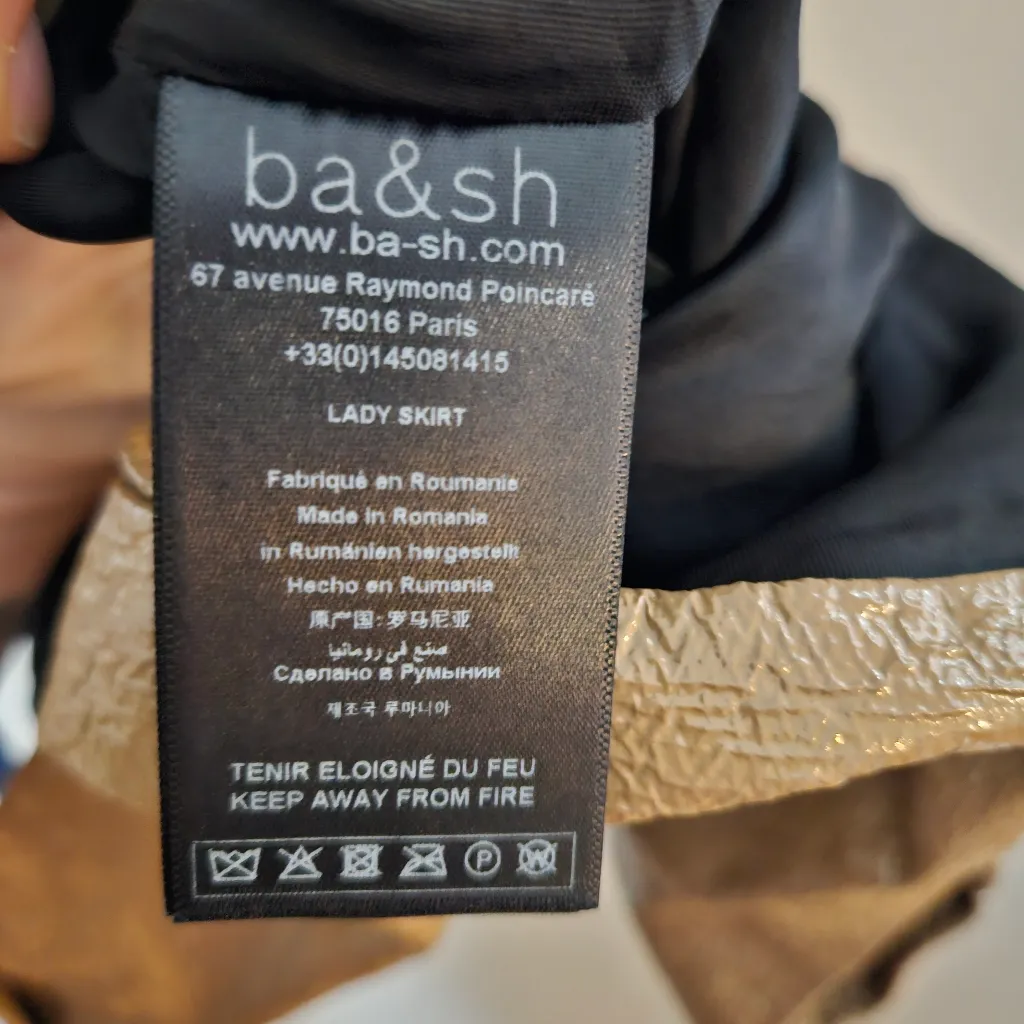 ba&sh
www.ba-sh.com
67 avenue Raymond Poincaré
75016 Paris
+33(0)145081415
LADY SKIRT
Fabriqué en Roumanie
Made in Romania
in Rumänien hergestellt
Hecho en Rumania
原产国: 罗马尼亚
صنع في رومانيا
Сделано в Румынии
제조국 루마니아
TENIR ELOIGNÉ DU FEU
KEEP AWAY FROM FIRE
P W